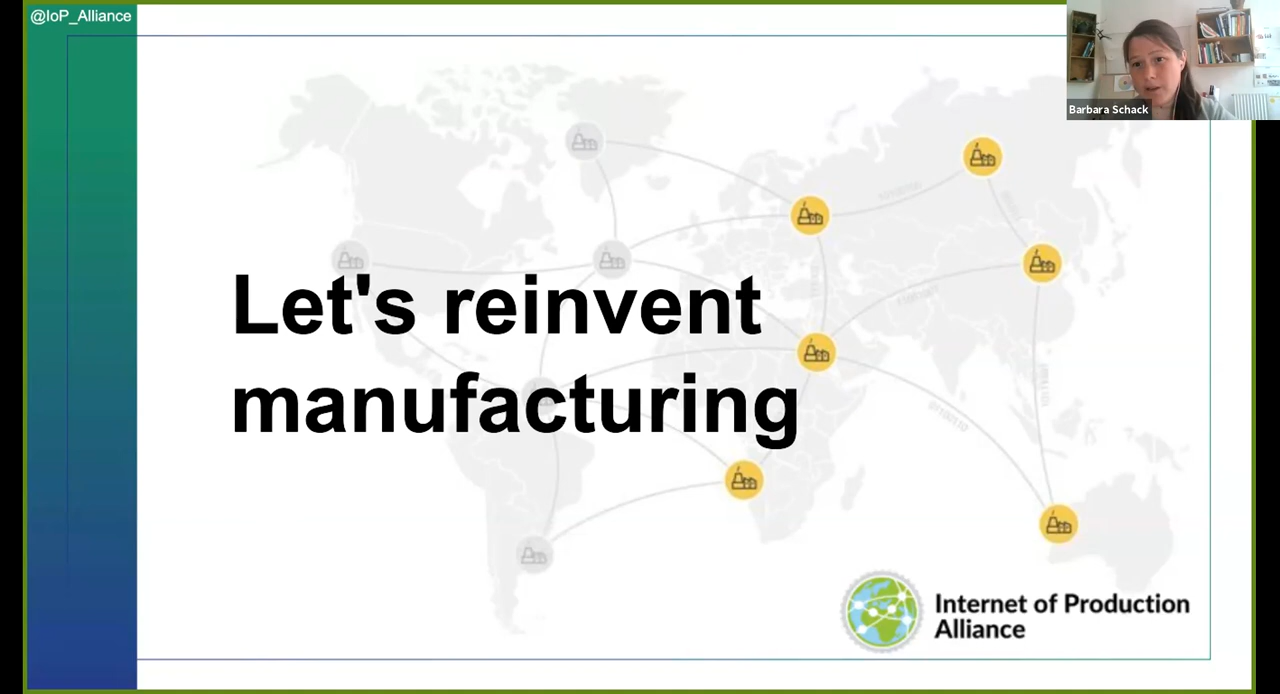 @IoP_Alliance
Barbara Schack
Let's reinvent
manufacturing
Internet of Production
Alliance